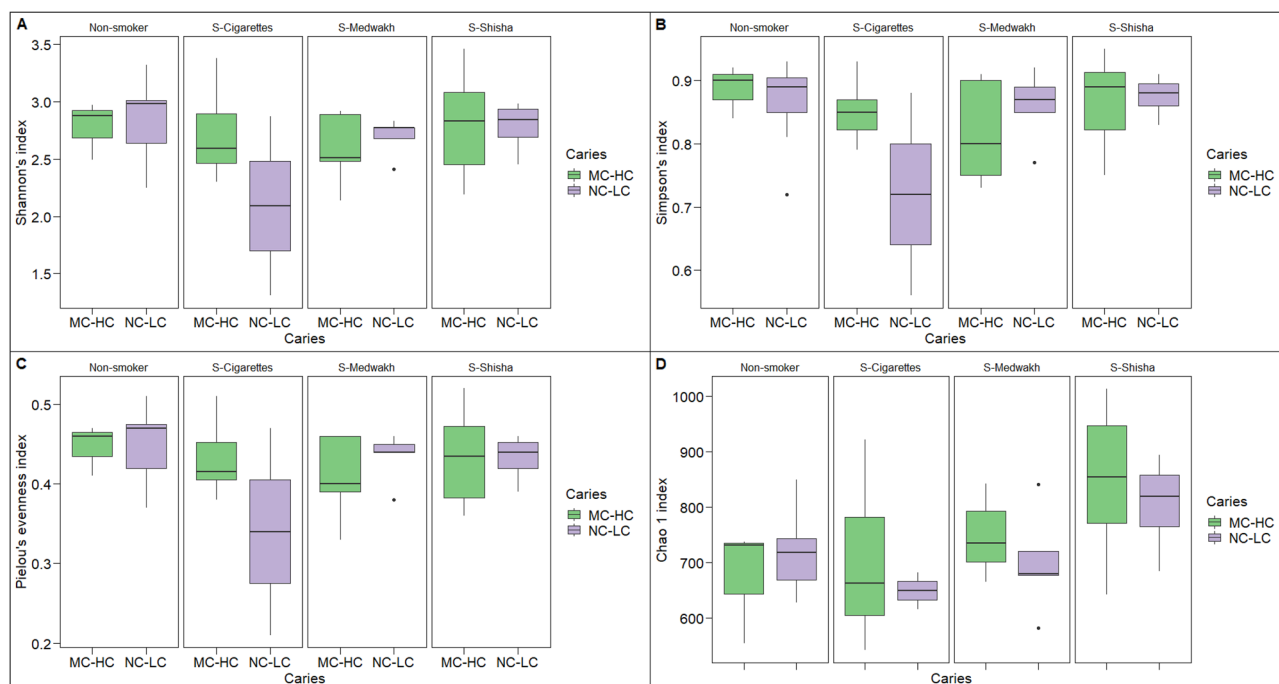 A
Non-smoker S-Cigarettes S-Medwakh S-Shisha
Shannon's index
3.5
3.0
2.5
2.0
1.5
MC-HC NC-LC MC-HC NC-LC MC-HC NC-LC MC-HC NC-LC
Caries
Caries
MC-HC
NC-LC
B
Non-smoker S-Cigarettes S-Medwakh S-Shisha
Simpson's index
0.9
0.8
0.7
0.6
MC-HC NC-LC MC-HC NC-LC MC-HC NC-LC MC-HC NC-LC
Caries
Caries
MC-HC
NC-LC
C
Non-smoker S-Cigarettes S-Medwakh S-Shisha
Pielou's evenness index
0.5
0.4
0.3
0.2
MC-HC NC-LC MC-HC NC-LC MC-HC NC-LC MC-HC NC-LC
Caries
Caries
MC-HC
NC-LC
D
Non-smoker S-Cigarettes S-Medwakh S-Shisha
Chao 1 index
1000
900
800
700
600
Caries
Caries
MC-HC
NC-LC